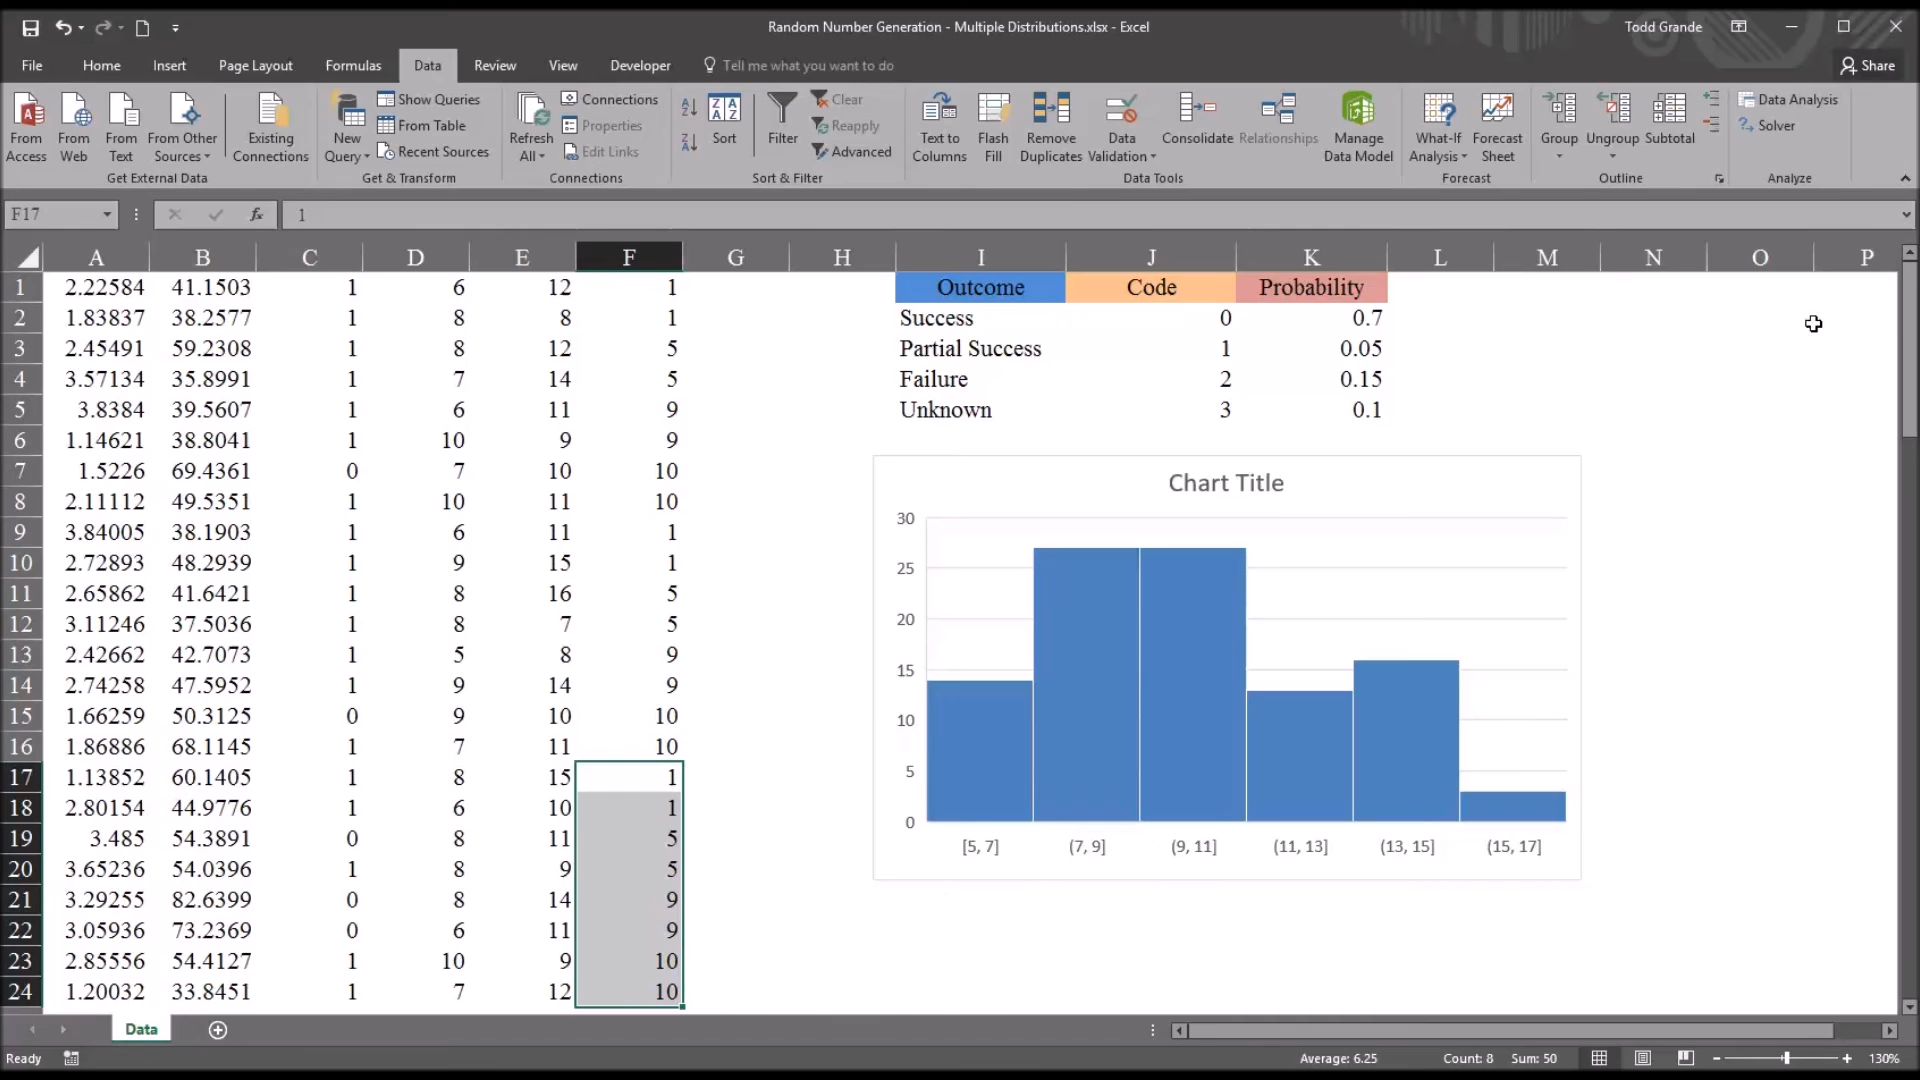 Random Number Generation - Multiple Distributions.xlsx - Excel
Todd Grande
File Home Insert Page Layout Formulas Data Review View Developer Tell me what you want to do Share
From Access
From Web
From Text
From Other Sources
Existing Connections
Get External Data
New Query
Show Queries
From Table
Recent Sources
Get & Transform
Refresh All
Connections
Properties
Edit Links
Connections
Sort
Filter
Clear
Reapply
Advanced
Sort & Filter
Text to Columns
Flash Fill
Remove Duplicates
Data Validation
Consolidate
Relationships
Manage Data Model
Data Tools
What-If Analysis
Forecast Sheet
Forecast
Group
Ungroup
Subtotal
Outline
Data Analysis
Solver
Analyze
F17 fx 1
A B C D E F G H I J K L M N O P
1 2.22584 41.1503 1 6 12 1 Outcome Code Probability
2 1.83837 38.2577 1 8 8 1 Success 0 0.7
3 2.45491 59.2308 1 8 12 5 Partial Success 1 0.05
4 3.57134 35.8991 1 7 14 5 Failure 2 0.15
5 3.8384 39.5607 1 6 11 9 Unknown 3 0.1
6 1.14621 38.8041 1 10 9 9
7 1.5226 69.4361 0 7 10 10
8 2.11112 49.5351 1 10 11 10
9 3.84005 38.1903 1 6 11 1
10 2.72893 48.2939 1 9 15 1
11 2.65862 41.6421 1 8 16 5
12 3.11246 37.5036 1 8 7 5
13 2.42662 42.7073 1 5 8 9
14 2.74258 47.5952 1 9 14 9
15 1.66259 50.3125 0 9 10 10
16 1.86886 68.1145 1 7 11 10
17 1.13852 60.1405 1 8 15 1
18 2.80154 44.9776 1 6 10 1
19 3.485 54.3891 0 8 11 5
20 3.65236 54.0396 1 8 9 5
21 3.29255 82.6399 0 8 14 9
22 3.05936 73.2369 0 6 11 9
23 2.85556 54.4127 1 10 9 10
24 1.20032 33.8451 1 7 12 10
Chart Title
30
25
20
15
10
5
0
[5, 7] (7, 9] (9, 11] (11, 13] (13, 15] (15, 17]
Data
Ready Average: 6.25 Count: 8 Sum: 50 130%